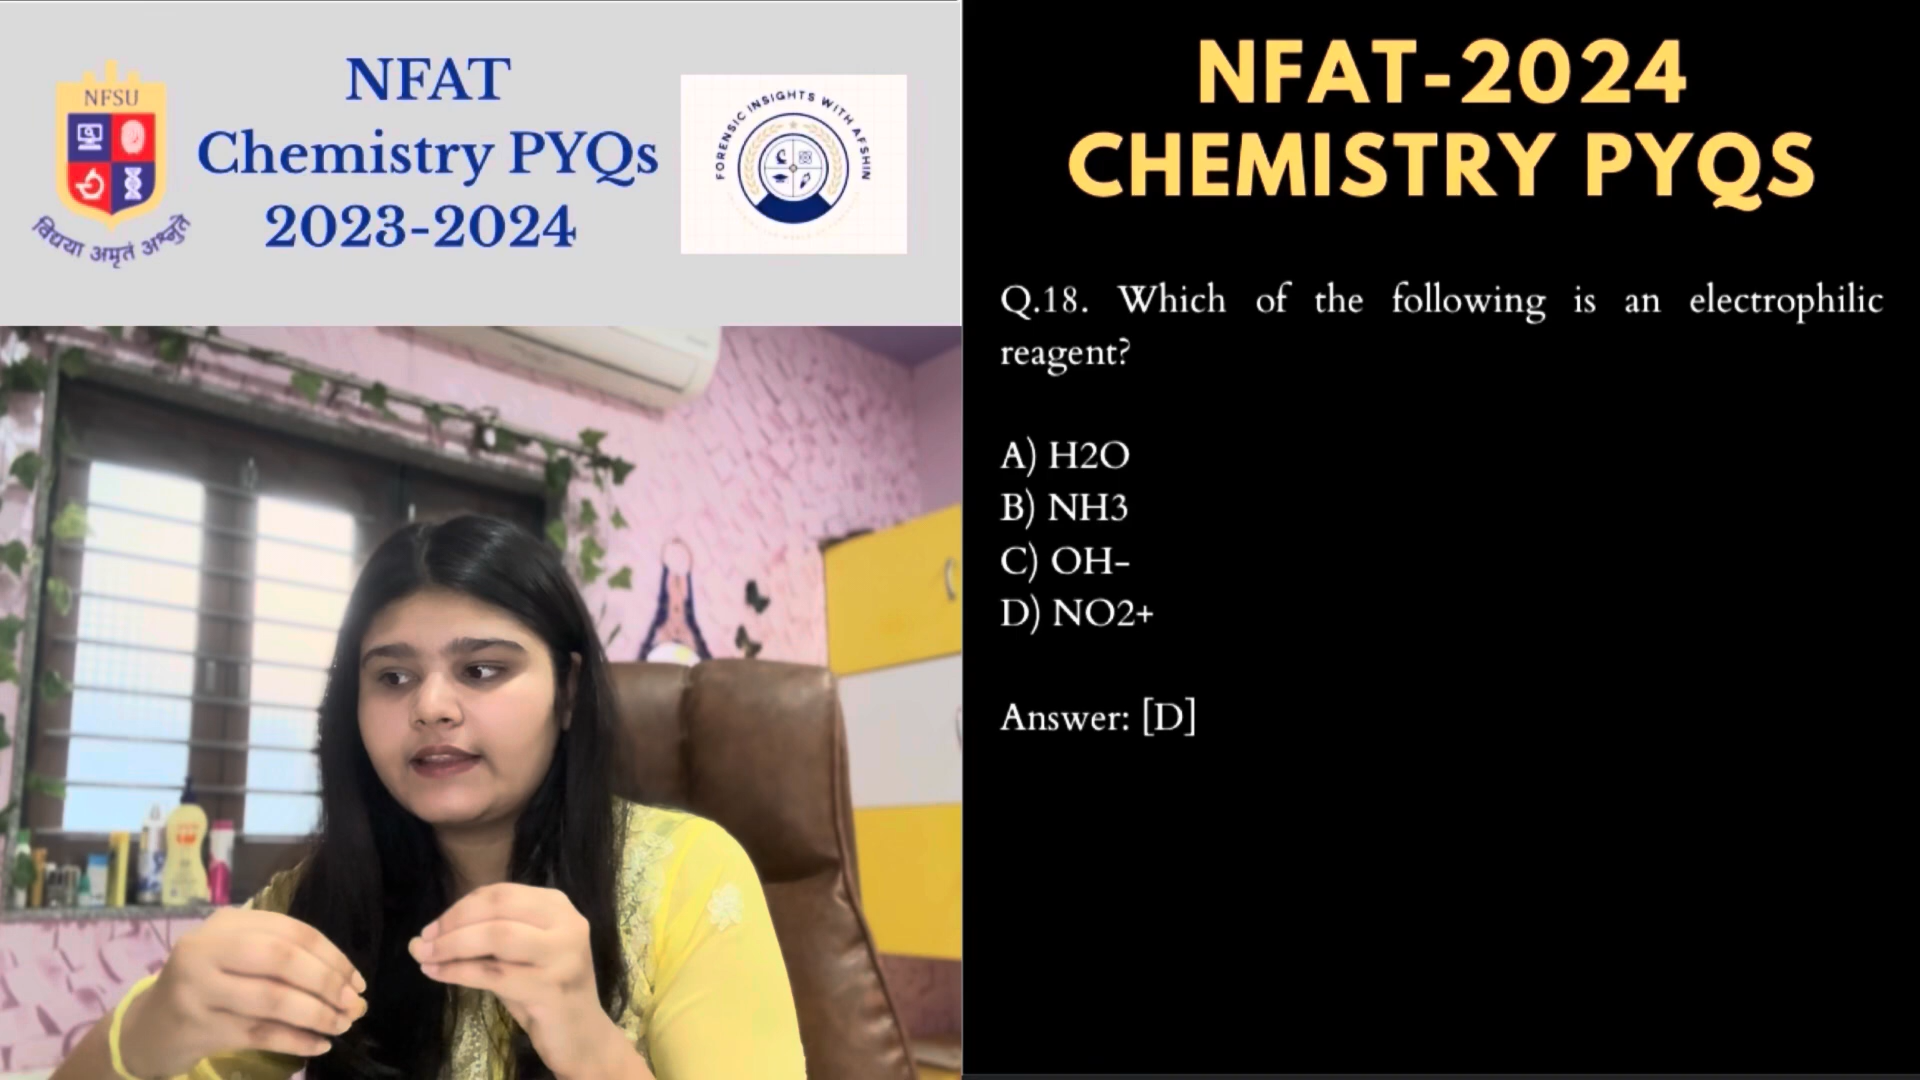 NFSU
विद्यया अमृतं अश्नुते
NFAT
Chemistry PYQs
2023-2024
FORENSIC INSIGHTS WITH AFSHIN
NFAT-2024
CHEMISTRY PYQS
Q.18. Which of the following is an electrophilic
reagent?
A) H2O
B) NH3
C) OH-
D) NO2+
Answer: [D]